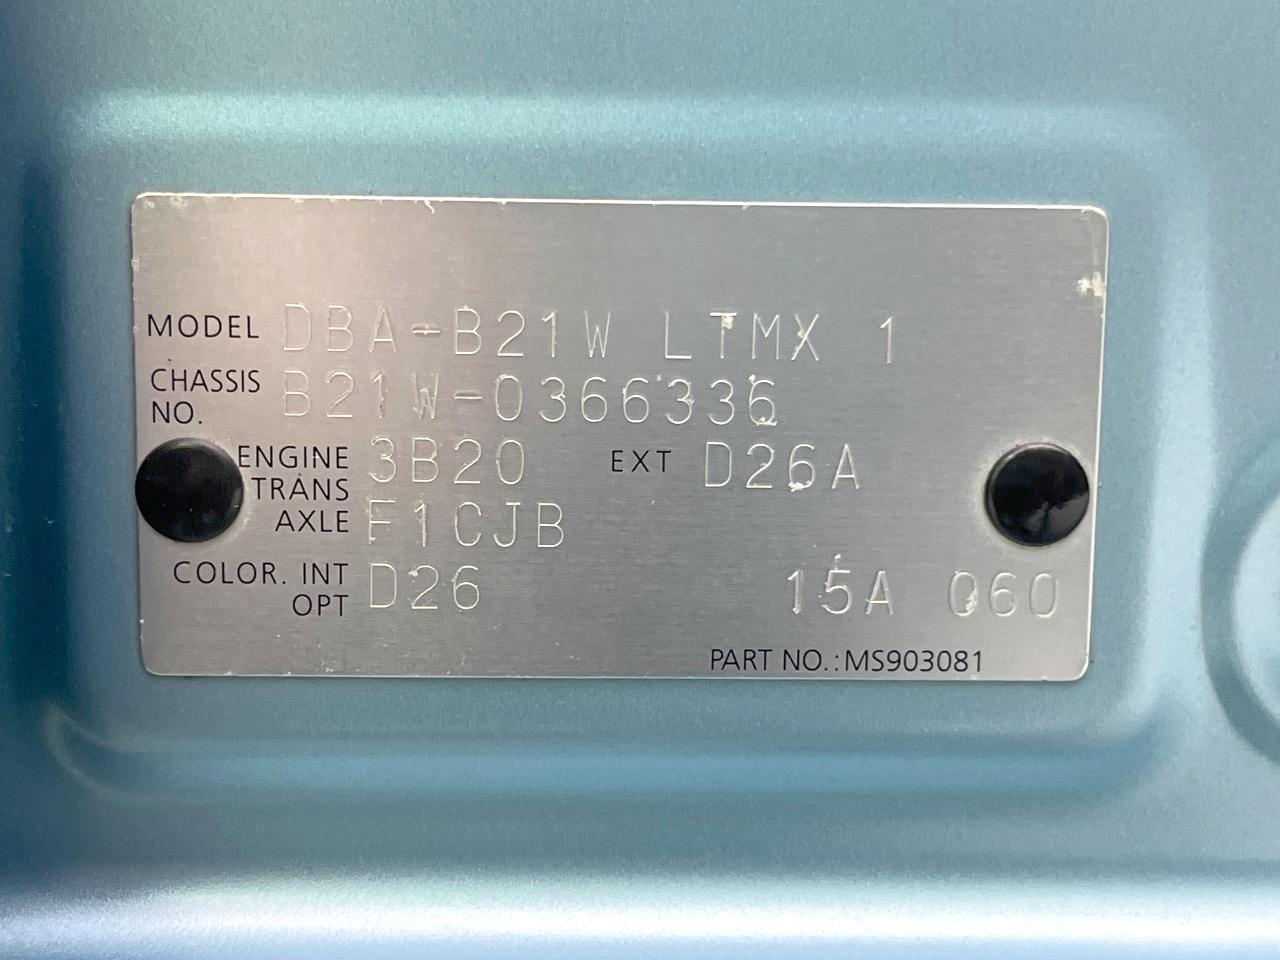 MODEL DBA-B21W LTMX 1
CHASSIS NO. B21W-0366336
ENGINE 3B20 EXT D26A
TRANS AXLE F1CJB
COLOR. INT OPT D26 15A 060
PART NO.: MS903081